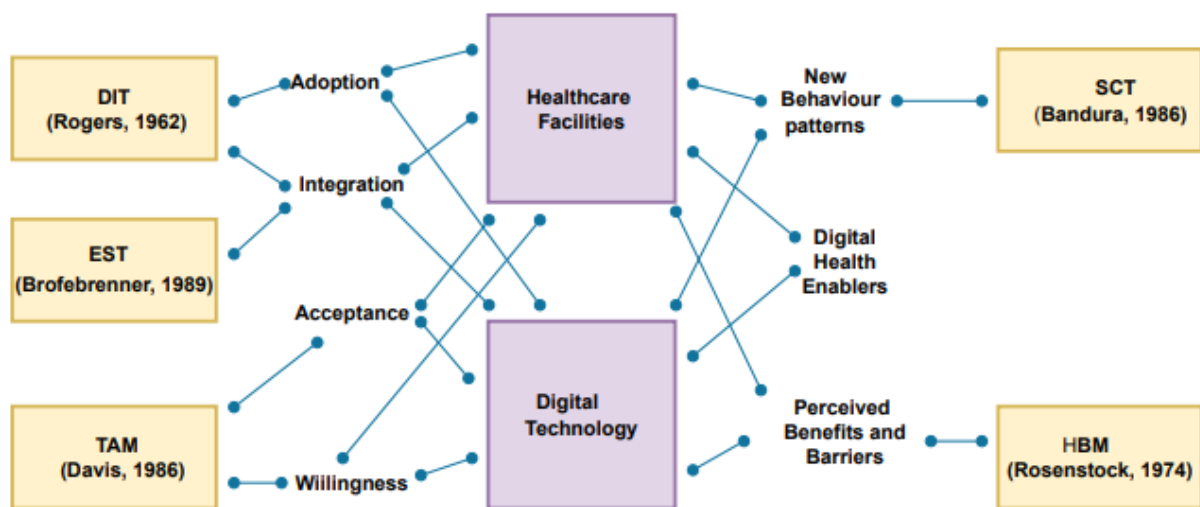 DIT
(Rogers, 1962)
EST
(Brofebrenner, 1989)
TAM
(Davis, 1986)
Adoption
Integration
Acceptance
Wiilingness
Healthcare
Facilities
Digital
Technology
New
Behaviour
patterns
Digital
Health
Enablers
Perceived
Benefits and
Barriers
SCT
(Bandura, 1986)
HBM
(Rosenstock, 1974)